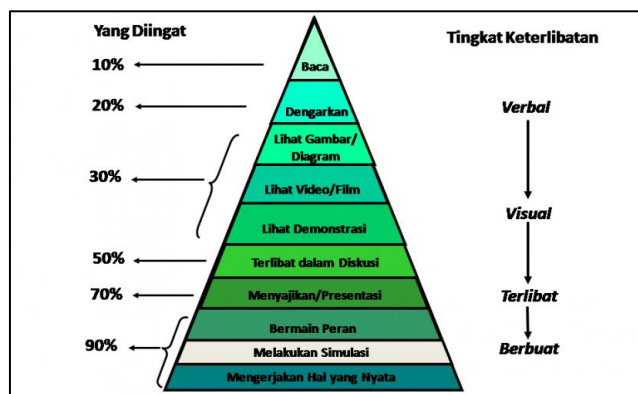 Yang Diingat
Tingkat Keterlibatan
10%
Baca
20%
Dengarkan
Verbal
Lihat Gambar/
Diagram
30%
Lihat Video/Film
Visual
Lihat Demonstrasi
50%
Terlibat dalam Diskusi
70%
Menyajikan/Presentasi
Terlibat
Bermain Peran
90%
Melakukan Simulasi
Berbuat
Mengerjakan Hal yang Nyata